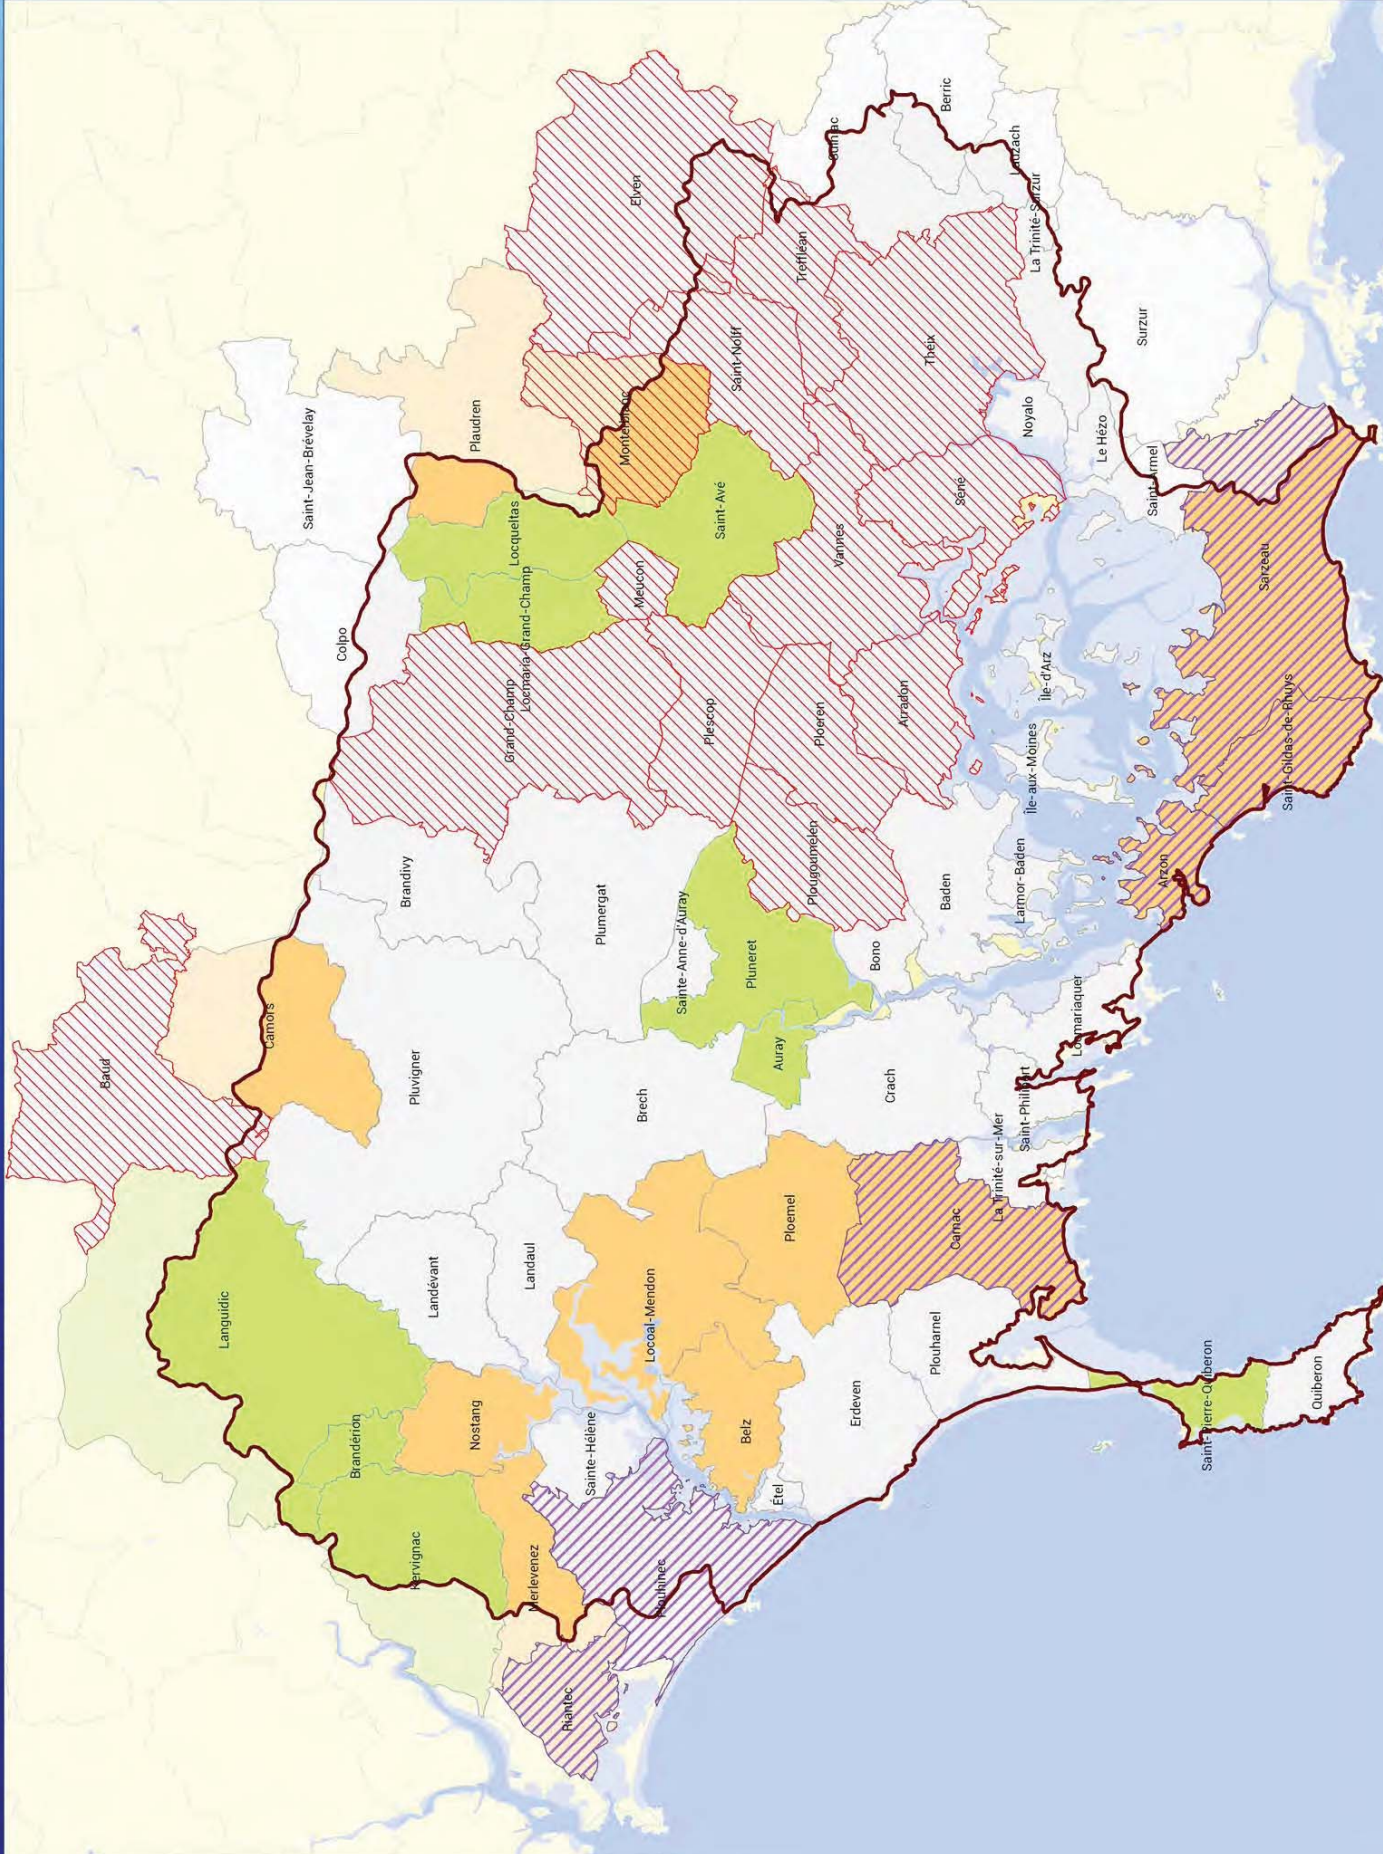 Baud
Languidic
Camors
Saint-Jean-Brévelay
Colpo
Brandérion
Brandivy
Kervignac
Pluvigner
Landévant
Nostang
Plaudren
Grand-Champ
Locqueltas
Locmaria-Grand-Champ
Landaul
Merlevenez
Riantec
Sainte-Hélène
Plumergat
Monterblanc
Elven
Meucon
Brech
Locoal-Mendon
Plouhinec
Sainte-Anne-d'Auray
Plescop
Saint-Avé
Saint-Nolff
Belz
Pluneret
Étel
Auray
Ploemel
Treffléan
Plougoumelen
Ploeren
Sulniac
Vannes
Erdeven
Bono
Crach
Arradon
Theix
Plouharnel
Baden
Berric
Carnac
Séné
La Trinité-sur-Mer
Lauzach
Larmor-Baden
Saint-Philibert
Noyalo
Île-aux-Moines
La Trinité-Surzur
Île-d'Arz
Locmariaquer
Le Hézo
Surzur
Saint-Armel
Arzon
Saint-Pierre-Quiberon
Sarzeau
Saint-Gildas-de-Rhuys
Quiberon